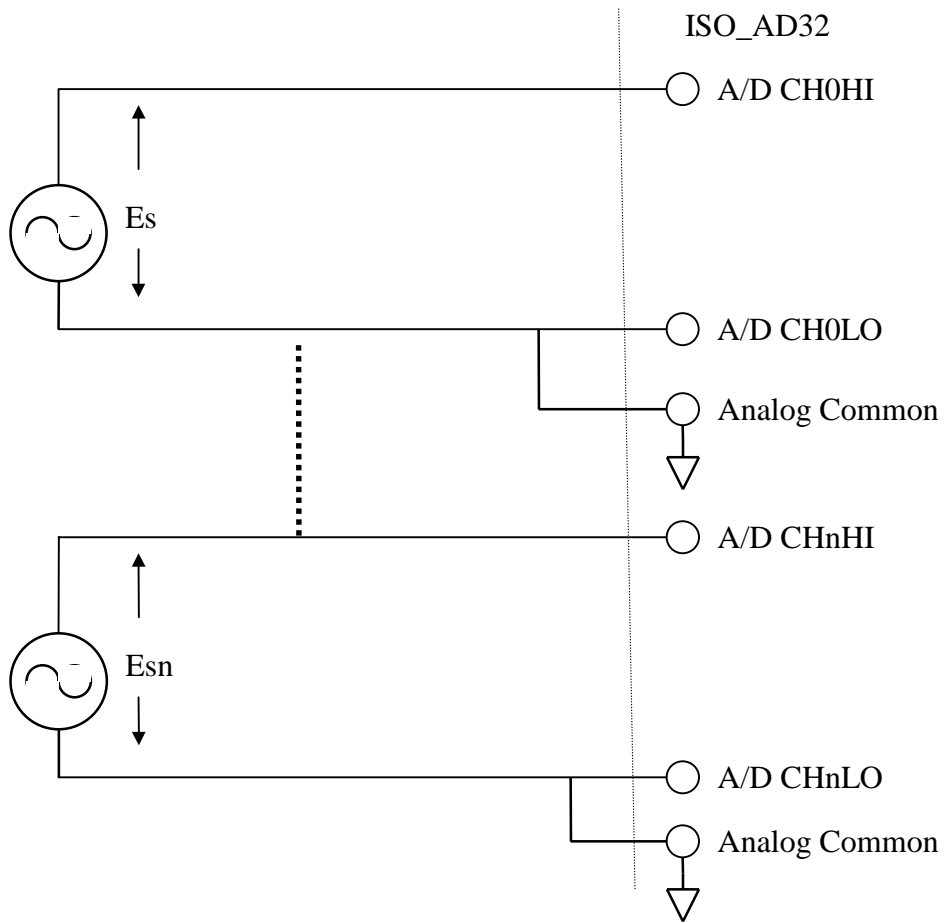 ISO_AD32
A/D CH0HI
Es
A/D CH0LO
Analog Common
A/D CHnHI
Esn
A/D CHnLO
Analog Common